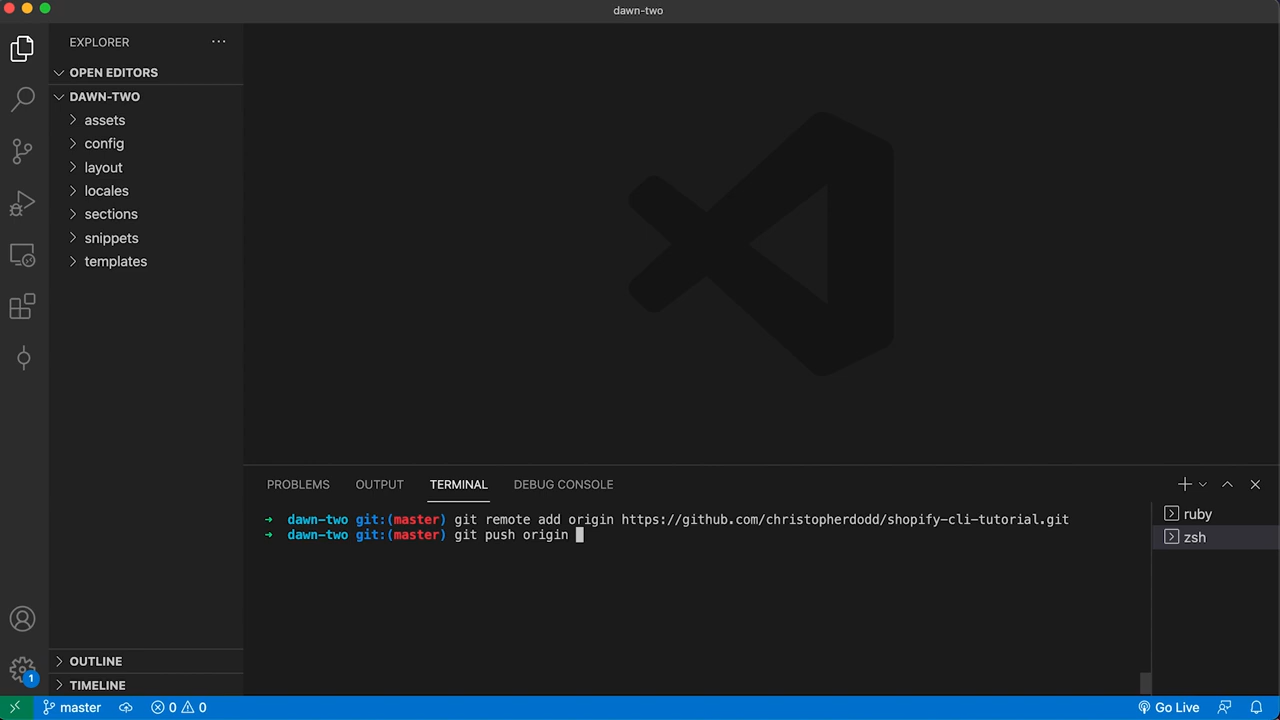 dawn-two
EXPLORER
OPEN EDITORS
DAWN-TWO
assets
config
layout
locales
sections
snippets
templates
OUTLINE
TIMELINE
PROBLEMS OUTPUT TERMINAL DEBUG CONSOLE
➜ dawn-two git:(master) git remote add origin https://github.com/christopherdodd/shopify-cli-tutorial.git
➜ dawn-two git:(master) git push origin
ruby
zsh
1
master 0 0 Go Live